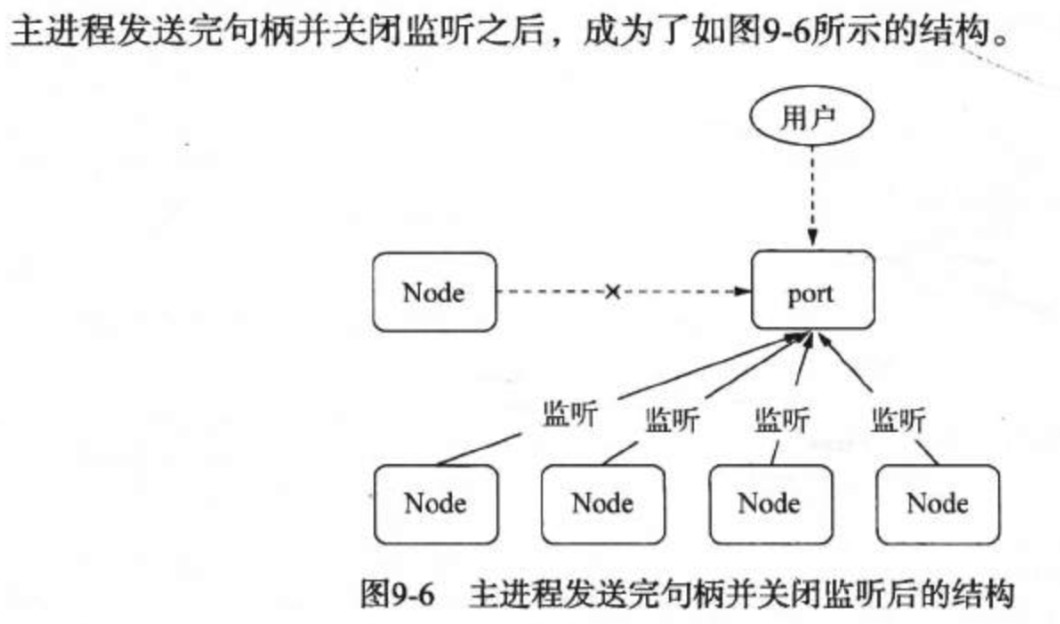 主进程发送完句柄并关闭监听之后，成为了如图9-6所示的结构。
用户
Node
port
监听
监听
监听
监听
Node
Node
Node
Node
图9-6 主进程发送完句柄并关闭监听后的结构